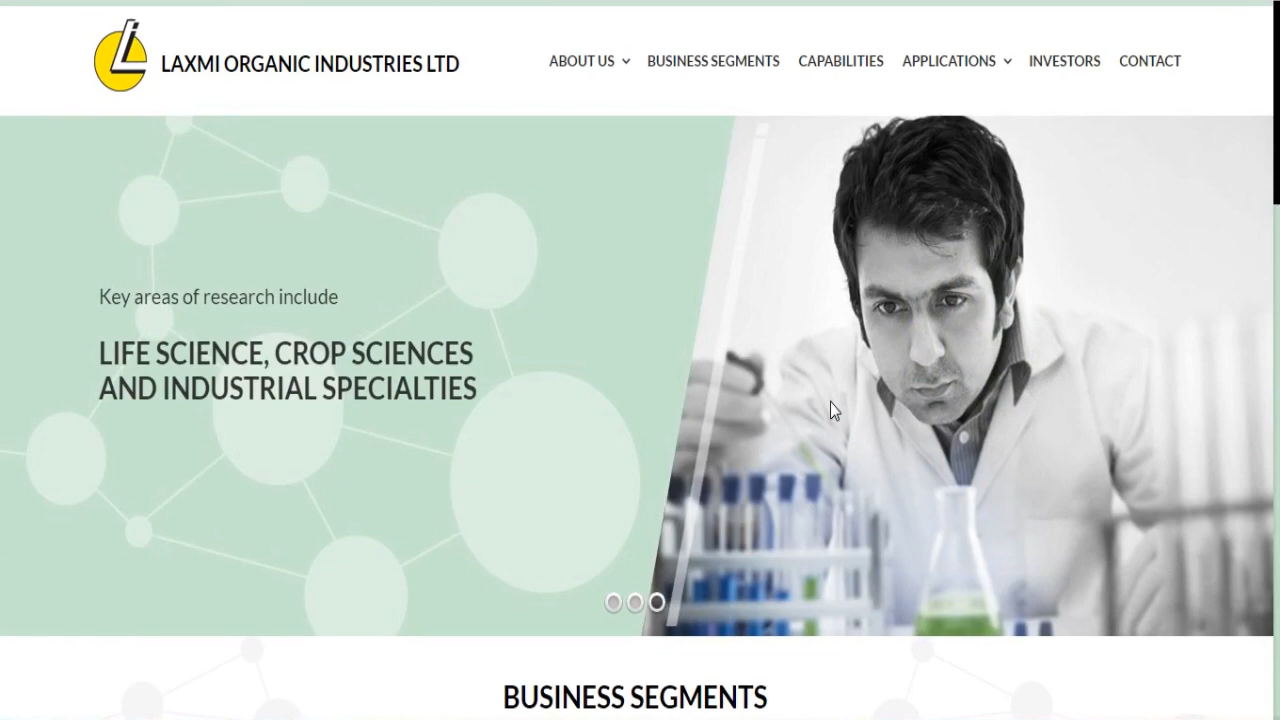 LAXMI ORGANIC INDUSTRIES LTD
ABOUT US BUSINESS SEGMENTS CAPABILITIES APPLICATIONS INVESTORS CONTACT
Key areas of research include
LIFE SCIENCE, CROP SCIENCES
AND INDUSTRIAL SPECIALTIES
BUSINESS SEGMENTS